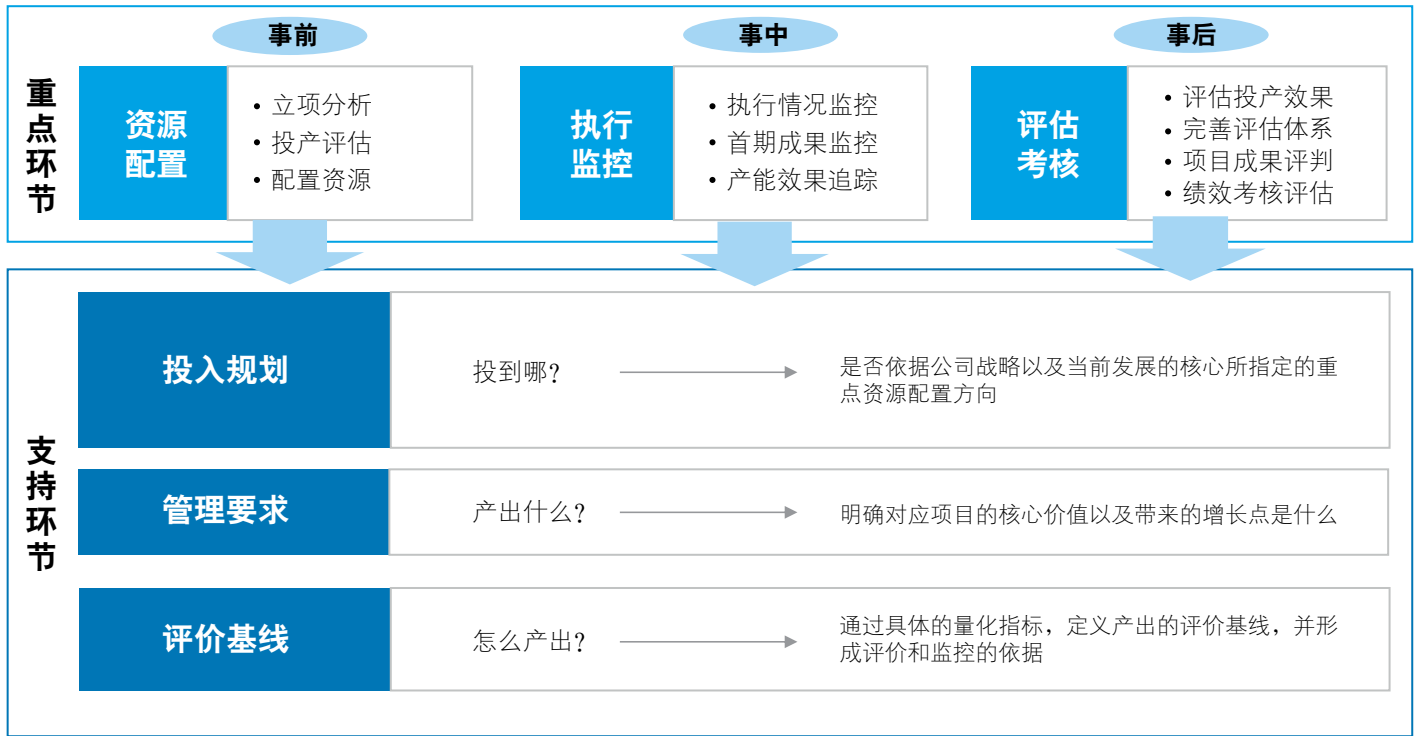 事前
事中
事后
重点环节
资源
配置
• 立项分析
• 投产评估
• 配置资源
执行
监控
• 执行情况监控
• 首期成果监控
• 产能效果追踪
评估
考核
• 评估投产效果
• 完善评估体系
• 项目成果评判
• 绩效考核评估
支持环节
投入规划
投到哪?
是否依据公司战略以及当前发展的核心所指定的重
点资源配置方向
管理要求
产出什么?
明确对应项目的核心价值以及带来的增长点是什么
评价基线
怎么产出?
通过具体的量化指标，定义产出的评价基线，并形
成评价和监控的依据